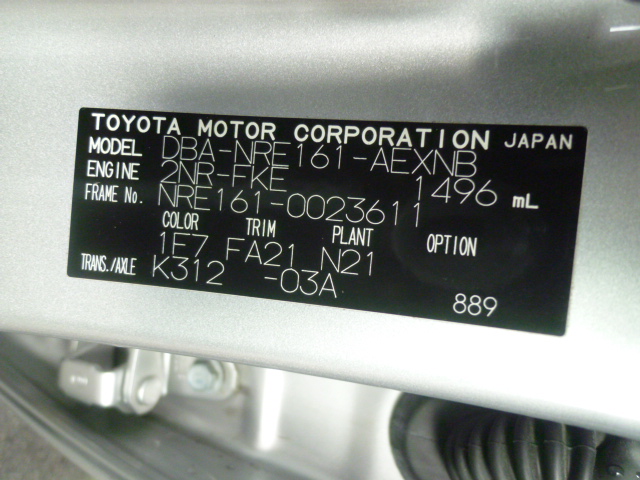 TOYOTA MOTOR CORPORATION JAPAN
MODEL DBA-NRE161-AEXNB
ENGINE 2NR-FKE 1496 mL
FRAME No. NRE161-0023611
COLOR TRIM PLANT OPTION
1F7 FA21 N21
TRANS./AXLE K312 -03A
889